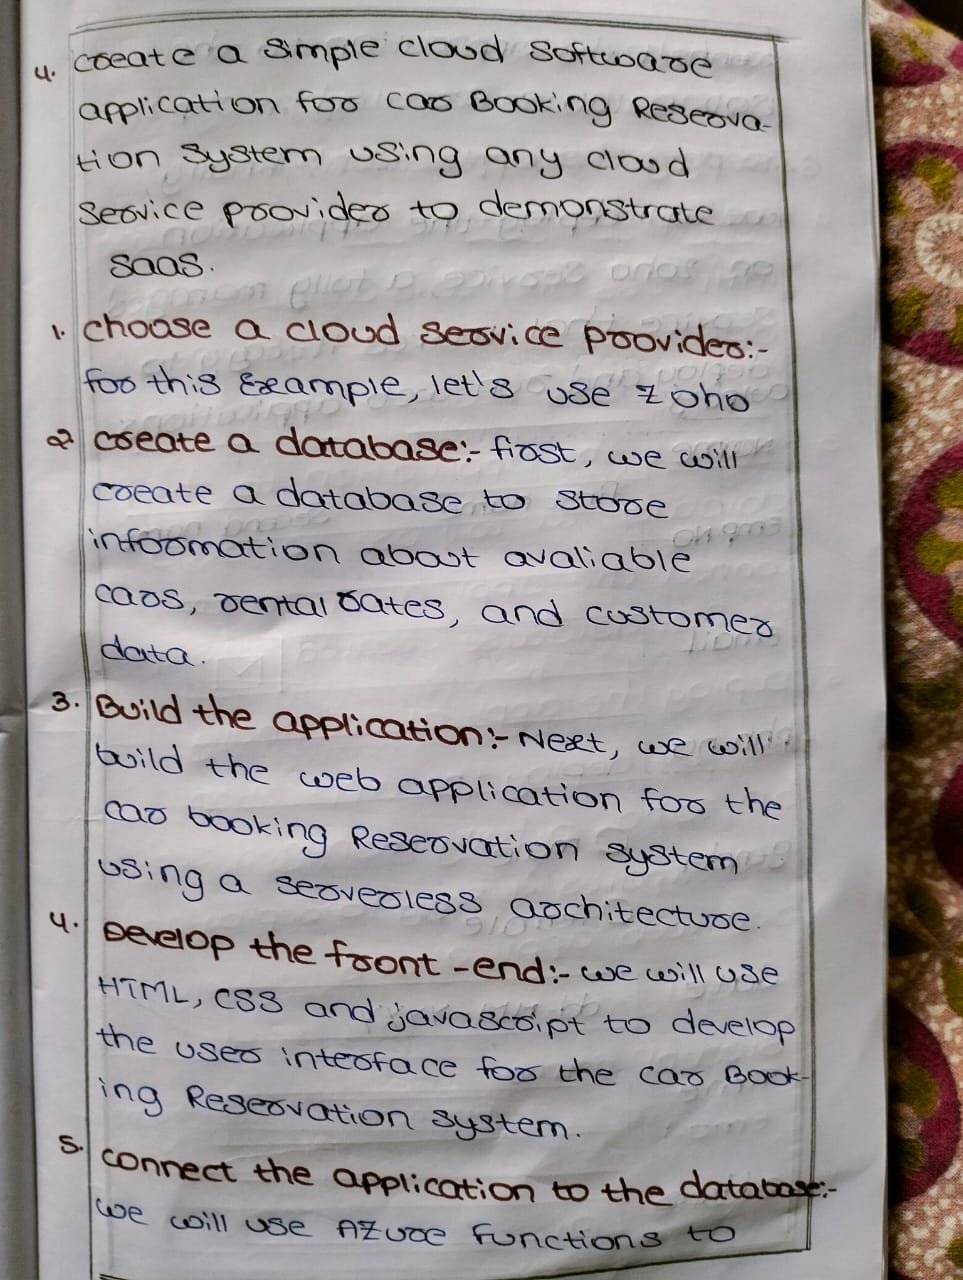 4. create a simple cloud software
application for car Booking Reserva-
tion System using any cloud
Service provider to demonstrate
SaaS.
1. choose a cloud service provider:-
for this Example, let's use Zoho
2 create a database:- first, we will
create a database to store
information about avaliable
cars, rental rates, and customer
data.
3. Build the application:- Next, we will
build the web application for the
car booking Reservation system
using a serverless architecture.
4. Develop the front-end:- we will use
HTML, CSS and javascript to develop
the user interface for the car Book-
ing Reservation system.
5. connect the application to the database:-
we will use Azure functions to